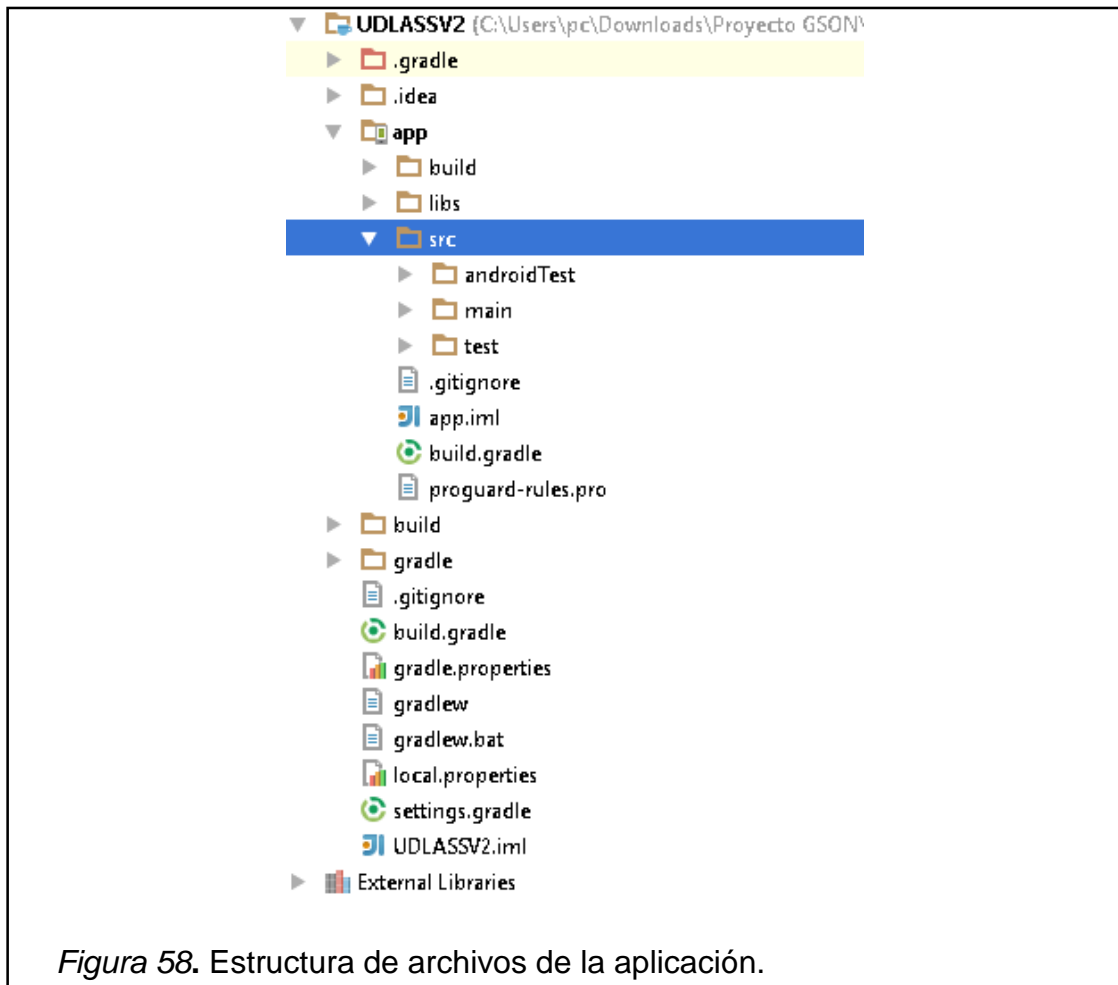 UDLASSV2 (C:\Users\pc\Downloads\Proyecto GSON\
.gradle
.idea
app
build
libs
src
androidTest
main
test
.gitignore
app.iml
build.gradle
proguard-rules.pro
build
gradle
.gitignore
build.gradle
gradle.properties
gradlew
gradlew.bat
local.properties
settings.gradle
UDLASSV2.iml
External Libraries
Figura 58. Estructura de archivos de la aplicación.